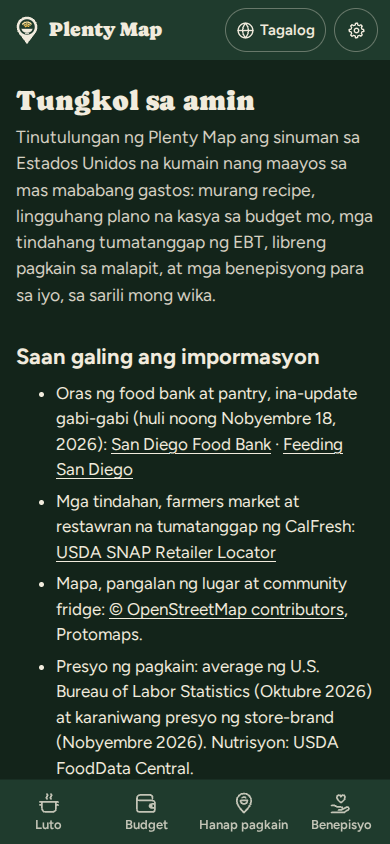 Plenty Map
Tagalog
Tungkol sa amin
Tinutulungan ng Plenty Map ang sinuman sa
Estados Unidos na kumain nang maayos sa
mas mababang gastos: murang recipe,
lingguhang plano na kasya sa budget mo, mga
tindahang tumatanggap ng EBT, libreng
pagkain sa malapit, at mga benepisyong para
sa iyo, sa sarili mong wika.
Saan galing ang impormasyon
• Oras ng food bank at pantry, ina-update
gabi-gabi (huli noong Nobyembre 18,
2026): San Diego Food Bank · Feeding
San Diego
• Mga tindahan, farmers market at
restawran na tumatanggap ng CalFresh:
USDA SNAP Retailer Locator
• Mapa, pangalan ng lugar at community
fridge: © OpenStreetMap contributors,
Protomaps.
• Presyo ng pagkain: average ng U.S.
Bureau of Labor Statistics (Oktubre 2026)
at karaniwang presyo ng store-brand
(Nobyembre 2026). Nutrisyon: USDA
FoodData Central.
Luto
Budget
Hanap pagkain
Benepisyo